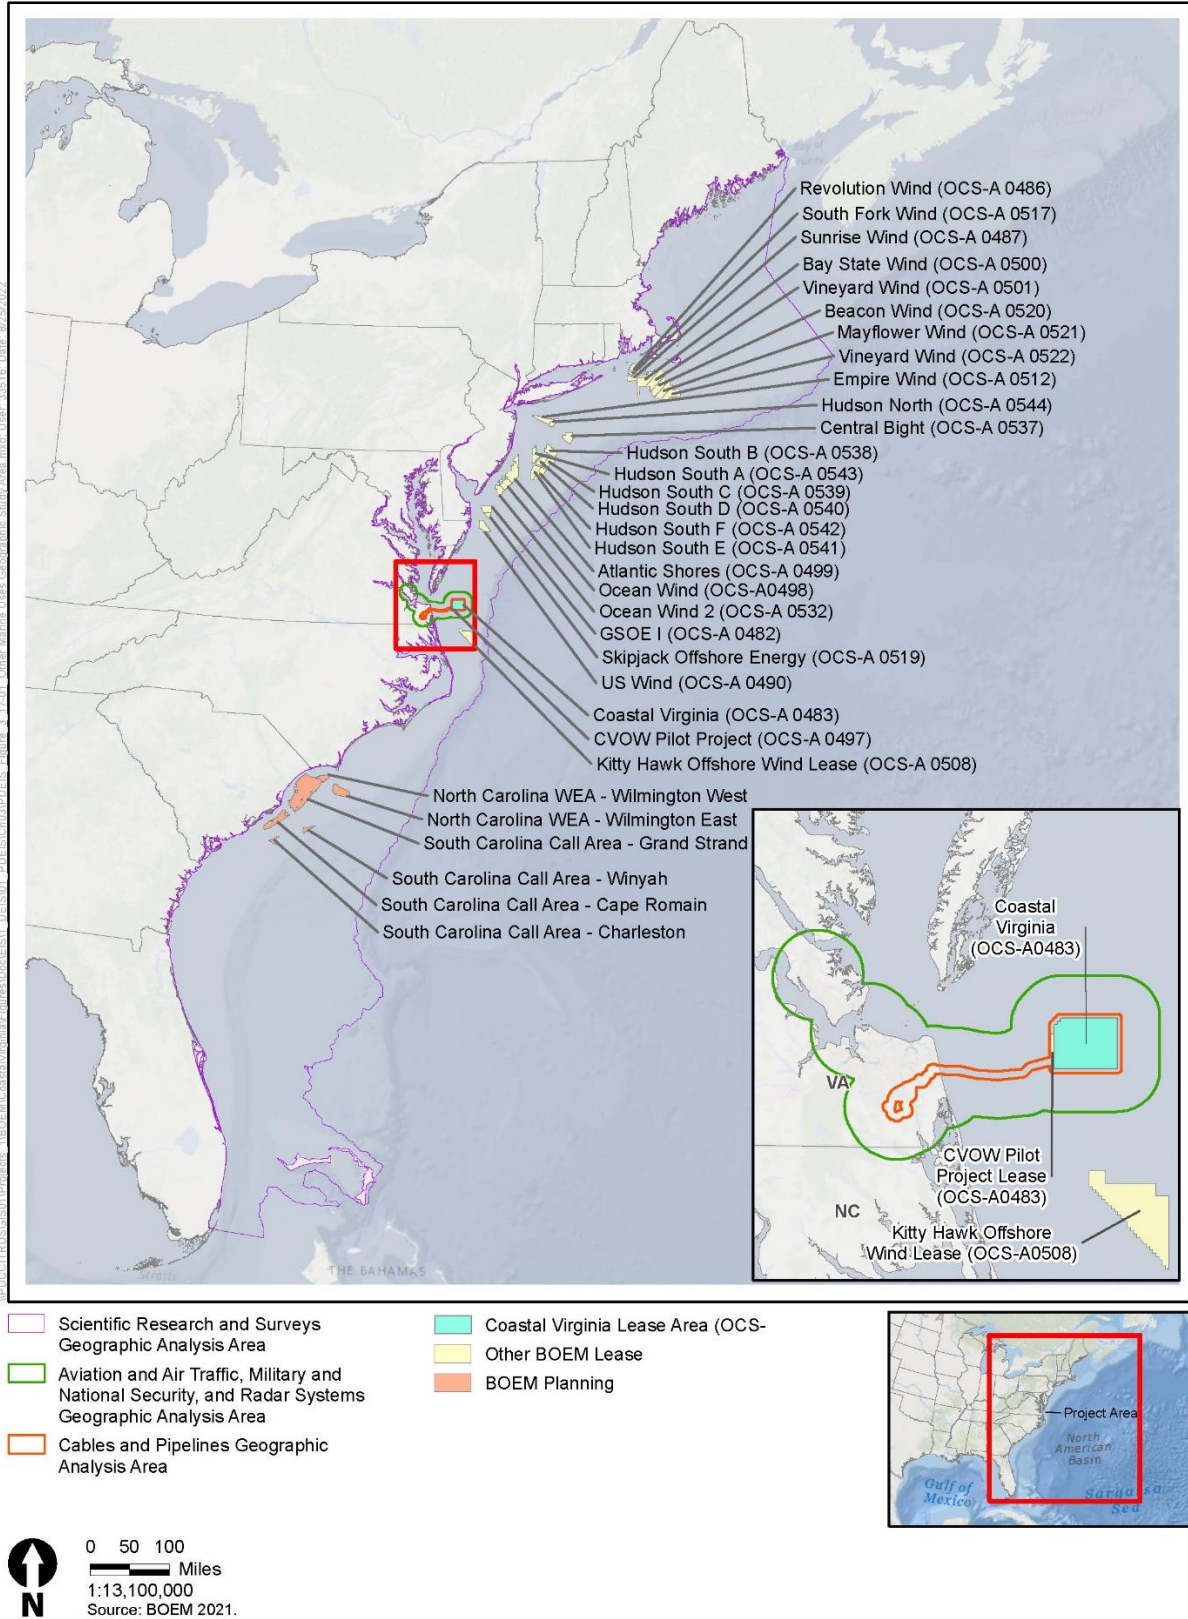 Bay of
Fundy
Revolution Wind (OCS-A 0486)
South Fork Wind (OCS-A 0517)
Sunrise Wind (OCS-A 0487)
Bay State Wind (OCS-A 0500)
Vineyard Wind (OCS-A 0501)
Beacon Wind (OCS-A 0520)
Mayflower Wind (OCS-A 0521)
Vineyard Wind (OCS-A 0522)
Empire Wind (OCS-A 0512)
Hudson North (OCS-A 0544)
Central Bight (OCS-A 0537)
Hudson South B (OCS-A 0538)
Hudson South A (OCS-A 0543)
Hudson South C (OCS-A 0539)
Hudson South D (OCS-A 0540)
Hudson South F (OCS-A 0542)
Hudson South E (OCS-A 0541)
Atlantic Shores (OCS-A 0499)
Ocean Wind (OCS-A0498)
Ocean Wind 2 (OCS-A 0532)
GSOE I (OCS-A 0482)
Skipjack Offshore Energy (OCS-A 0519)
US Wind (OCS-A 0490)
Coastal Virginia (OCS-A 0483)
CVOW Pilot Project (OCS-A 0497)
Kitty Hawk Offshore Wind Lease (OCS-A 0508)
North Carolina WEA - Wilmington West
North Carolina WEA - Wilmington East
South Carolina Call Area - Grand Strand
South Carolina Call Area - Winyah
South Carolina Call Area - Cape Romain
South Carolina Call Area - Charleston
Straits
THE BAHAMAS
Coastal
Virginia
(OCS-A0483)
VA
CVOW Pilot
Project Lease
(OCS-A0483)
NC
Kitty Hawk Offshore
Wind Lease (OCS-A0508)
Scientific Research and Surveys
Geographic Analysis Area
Aviation and Air Traffic, Military and
National Security, and Radar Systems
Geographic Analysis Area
Cables and Pipelines Geographic
Analysis Area
Coastal Virginia Lease Area (OCS-
Other BOEM Lease
BOEM Planning
Project Area
North
American
Basin
Gulf of
Mexico
Sargasso
Sea
N
0 50 100
Miles
1:13,100,000
Source: BOEM 2021.